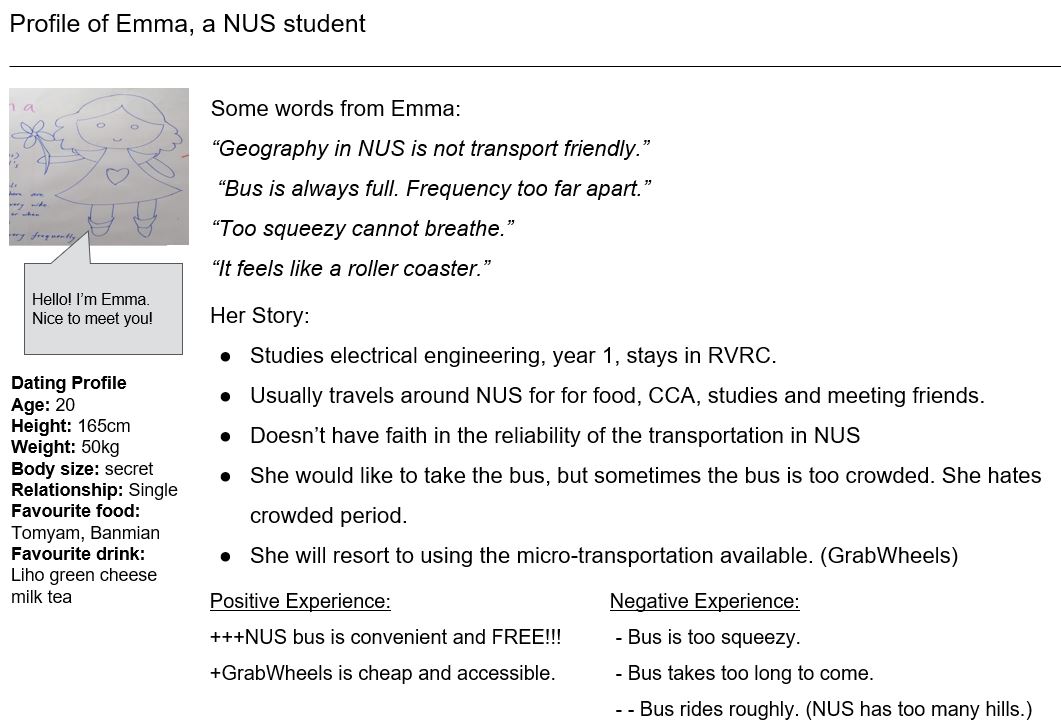 Profile of Emma, a NUS student
a
are
very
when
very frequently
Hello! I'm Emma.
Nice to meet you!
Dating Profile
Age: 20
Height: 165cm
Weight: 50kg
Body size: secret
Relationship: Single
Favourite food:
Tomyam, Banmian
Favourite drink:
Liho green cheese
milk tea
Some words from Emma:
“Geography in NUS is not transport friendly.”
“Bus is always full. Frequency too far apart.”
“Too squeezy cannot breathe.”
“It feels like a roller coaster.”
Her Story:
● Studies electrical engineering, year 1, stays in RVRC.
● Usually travels around NUS for for food, CCA, studies and meeting friends.
● Doesn’t have faith in the reliability of the transportation in NUS
● She would like to take the bus, but sometimes the bus is too crowded. She hates
crowded period.
● She will resort to using the micro-transportation available. (GrabWheels)
Positive Experience:
+++NUS bus is convenient and FREE!!!
+GrabWheels is cheap and accessible.
Negative Experience:
- Bus is too squeezy.
- Bus takes too long to come.
- - Bus rides roughly. (NUS has too many hills.)